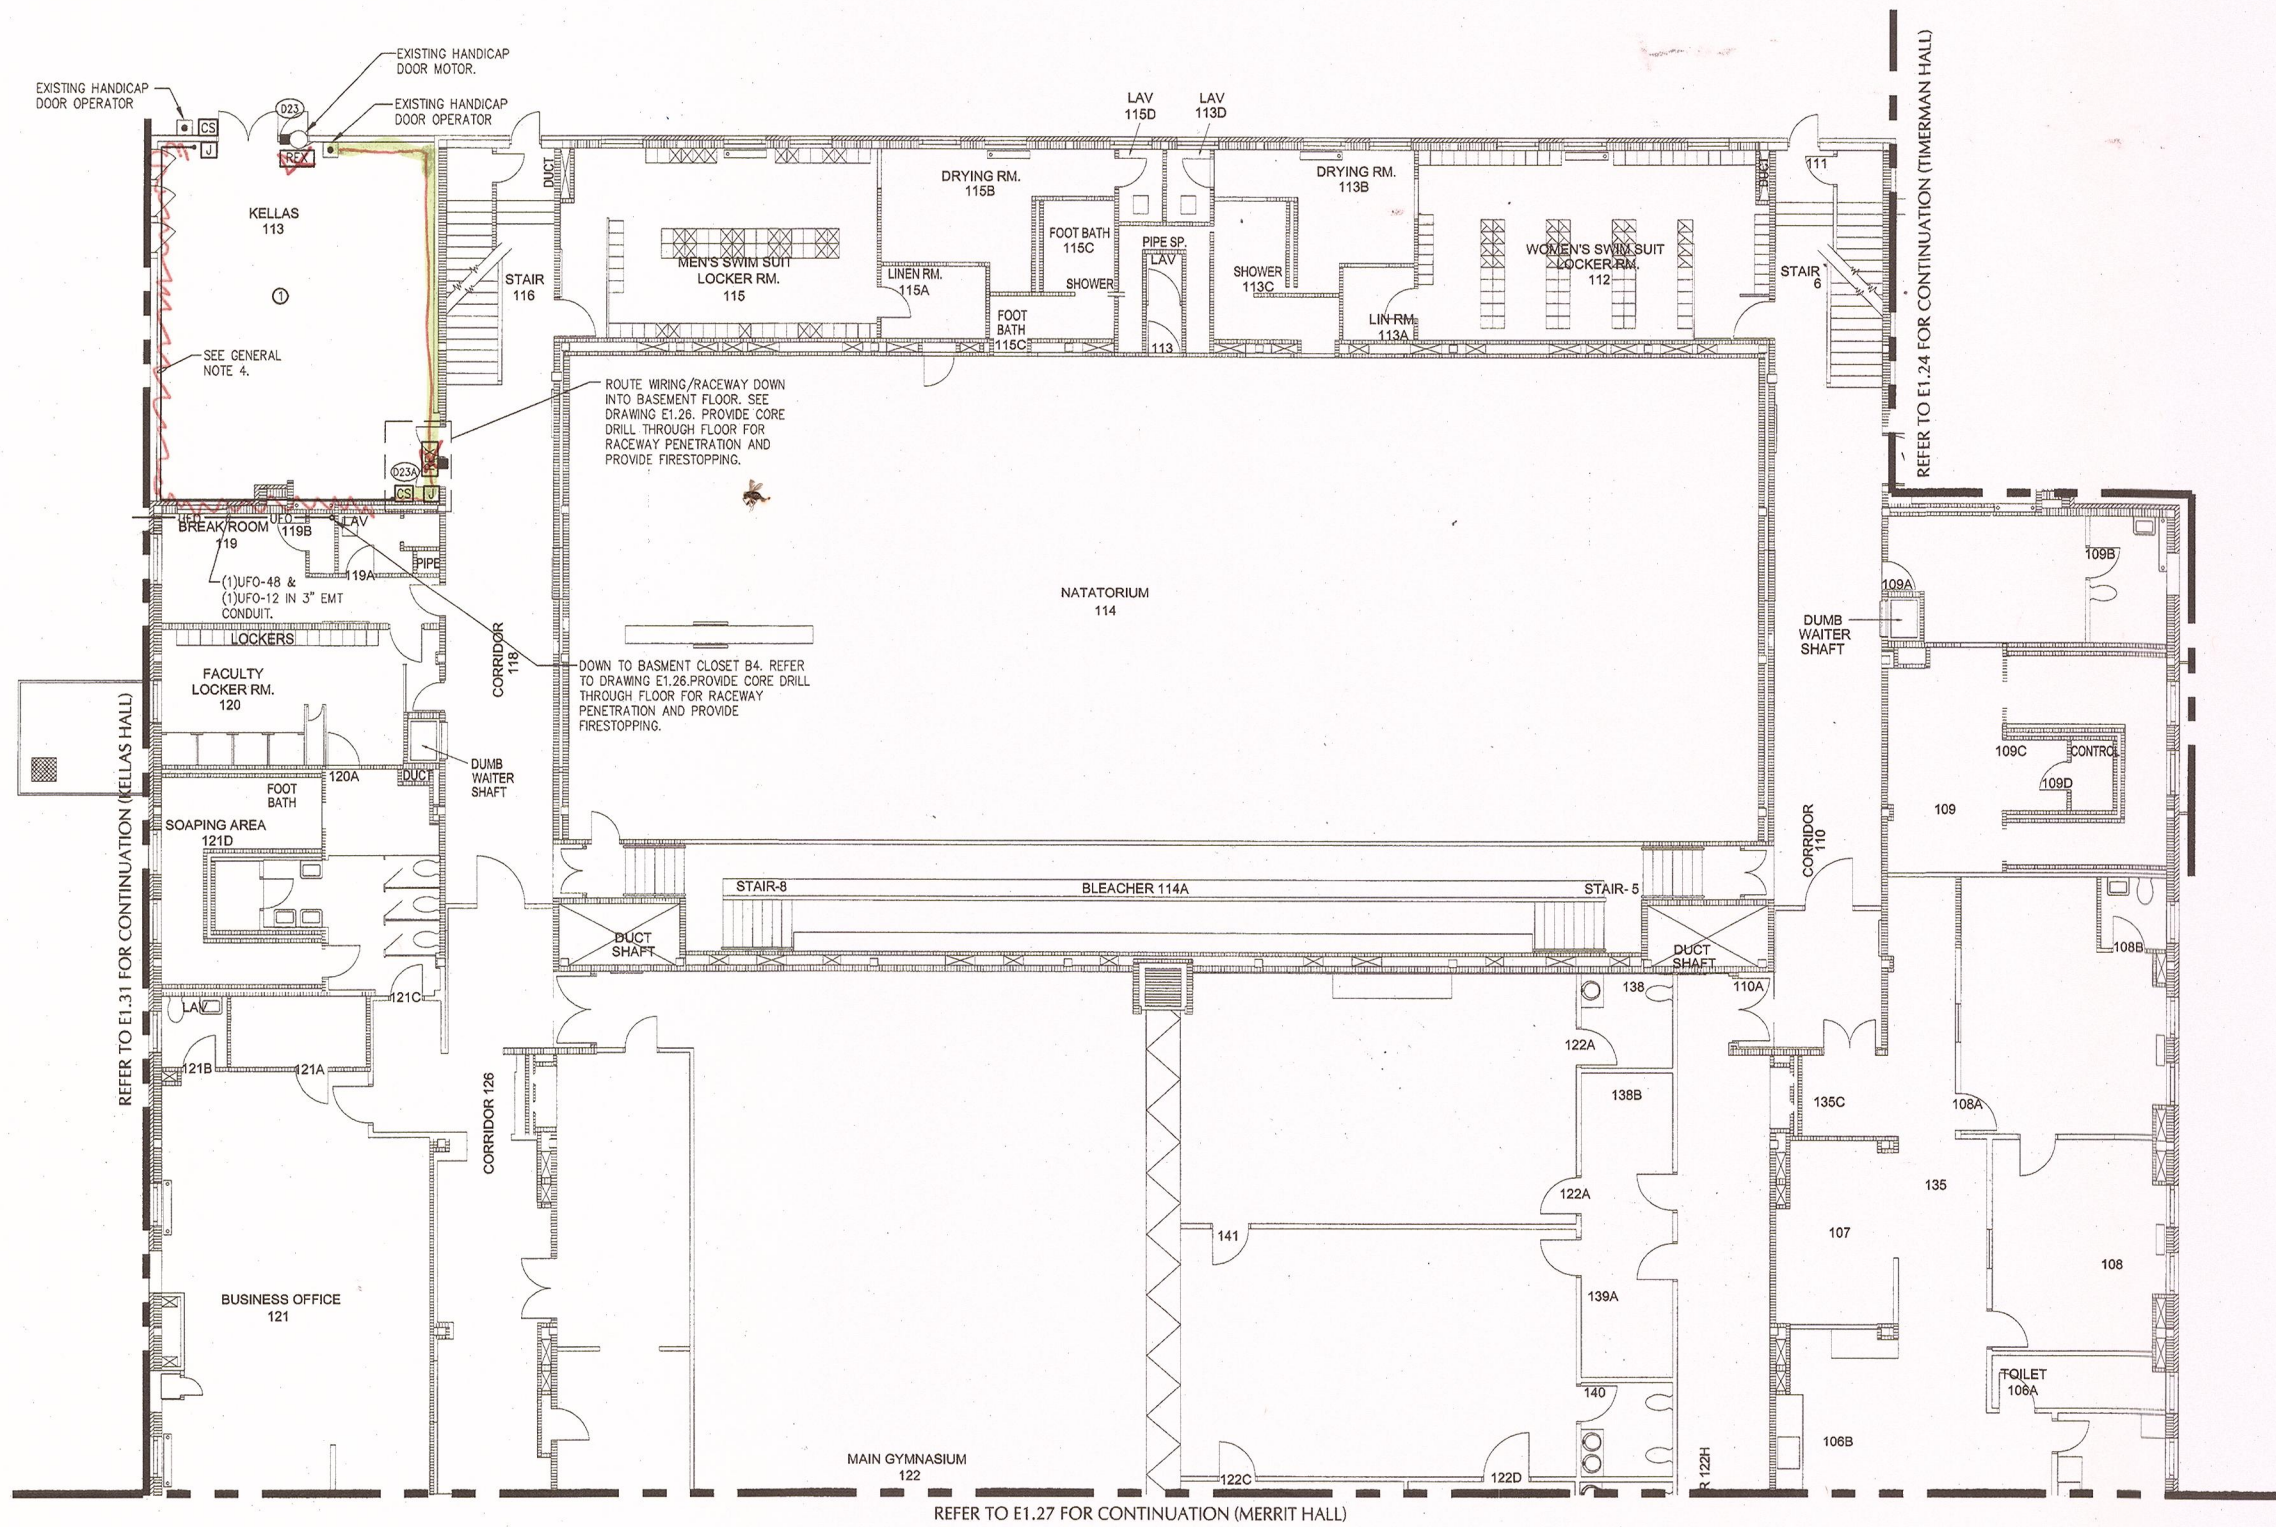 EXISTING HANDICAP
DOOR MOTOR.
EXISTING HANDICAP
DOOR OPERATOR
EXISTING HANDICAP
DOOR OPERATOR
D23
CS
J
REX
KELLAS
113
1
SEE GENERAL
NOTE 4.
D23A
CS
J
STAIR
116
DUCT
MEN'S SWIM SUIT
LOCKER RM.
115
DRYING RM.
115B
LINEN RM.
115A
FOOT BATH
115C
SHOWER
FOOT
BATH
115C
LAV
115D
LAV
113D
PIPE SP.
LAV
113
SHOWER
113C
DRYING RM.
113B
LIN RM.
113A
WOMEN'S SWIM SUIT
LOCKER RM.
112
DUCT
111
STAIR
6
REFER TO E1.24 FOR CONTINUATION (TIMERMAN HALL)
ROUTE WIRING/RACEWAY DOWN
INTO BASEMENT FLOOR. SEE
DRAWING E1.26. PROVIDE CORE
DRILL THROUGH FLOOR FOR
RACEWAY PENETRATION AND
PROVIDE FIRESTOPPING.
UFO
UFO
BREAK ROOM
119
119B
LAV
119A
PIPE
(1)UFO-48 &
(1)UFO-12 IN 3" EMT
CONDUIT.
LOCKERS
FACULTY
LOCKER RM.
120
CORRIDOR
118
NATATORIUM
114
DOWN TO BASMENT CLOSET B4. REFER
TO DRAWING E1.26.PROVIDE CORE DRILL
THROUGH FLOOR FOR RACEWAY
PENETRATION AND PROVIDE
FIRESTOPPING.
109B
109A
DUMB
WAITER
SHAFT
109C
CONTROL
109D
109
CORRIDOR
110
REFER TO E1.31 FOR CONTINUATION (KELLAS HALL)
120A
DUCT
DUMB
WAITER
SHAFT
FOOT
BATH
SOAPING AREA
121D
STAIR-8
BLEACHER 114A
STAIR- 5
DUCT
SHAFT
DUCT
SHAFT
108B
121C
LAV
121B
121A
CORRIDOR 126
138
110A
122A
138B
135C
108A
122A
135
141
107
108
139A
BUSINESS OFFICE
121
TOILET
106A
140
106B
MAIN GYMNASIUM
122
122C
122D
R 122H
REFER TO E1.27 FOR CONTINUATION (MERRIT HALL)